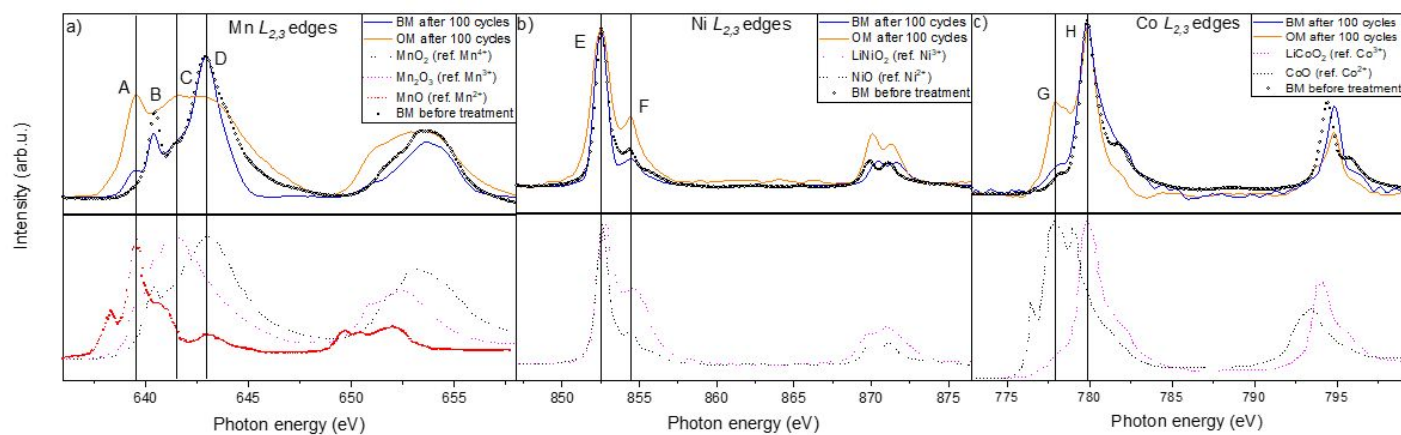 a)
Mn L2,3 edges
BM after 100 cycles
OM after 100 cycles
MnO2 (ref. Mn4+)
Mn2O3 (ref. Mn3+)
MnO (ref. Mn2+)
BM before treatment
A
B
C
D
b)
Ni L2,3 edges
BM after 100 cycles
OM after 100 cycles
LiNiO2 (ref. Ni3+)
NiO (ref. Ni2+)
BM before treatment
E
F
c)
Co L2,3 edges
BM after 100 cycles
OM after 100 cycles
LiCoO2 (ref. Co3+)
CoO (ref. Co2+)
BM before treatment
G
H
Intensity (arb.u.)
640 645 650 655
850 855 860 865 870 875
775 780 785 790 795
Photon energy (eV)
Photon energy (eV)
Photon energy (eV)